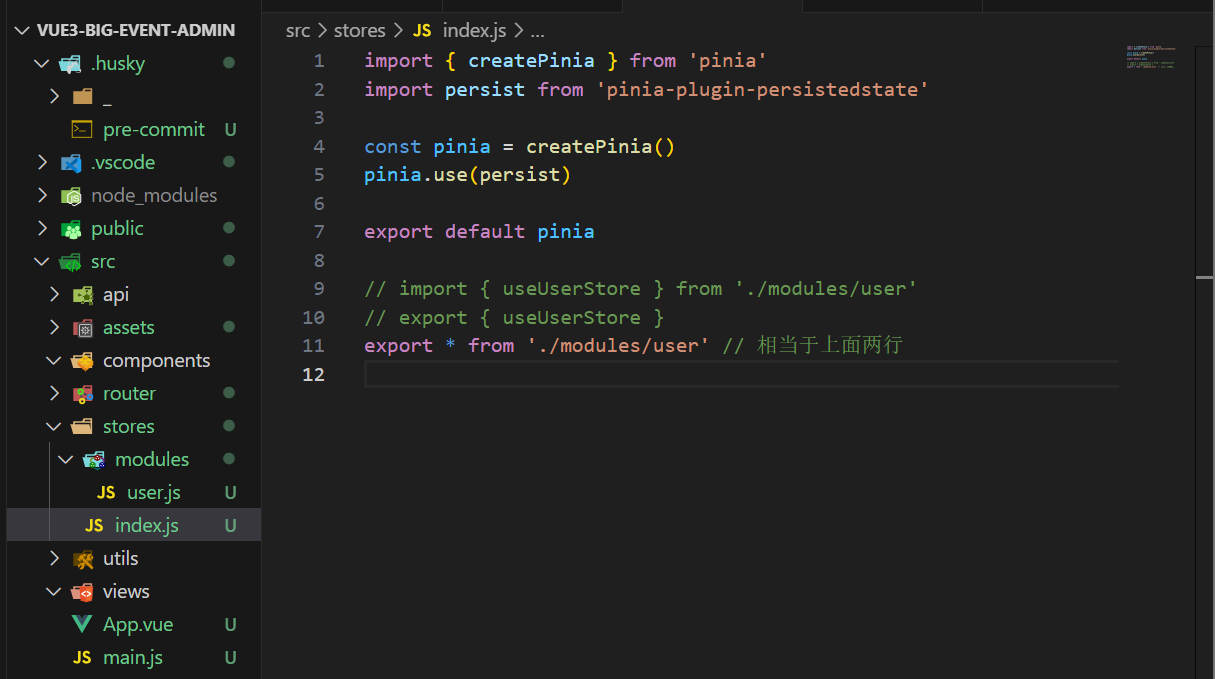 VUE3-BIG-EVENT-ADMIN
.husky
_
pre-commit U
.vscode
node_modules
public
src
api
assets
components
router
stores
modules
JS user.js U
JS index.js U
utils
views
App.vue U
JS main.js U
src > stores > JS index.js > ...
1 import { createPinia } from 'pinia'
2 import persist from 'pinia-plugin-persistedstate'
3
4 const pinia = createPinia()
5 pinia.use(persist)
6
7 export default pinia
8
9 // import { useUserStore } from './modules/user'
10 // export { useUserStore }
11 export * from './modules/user' // 相当于上面两行
12